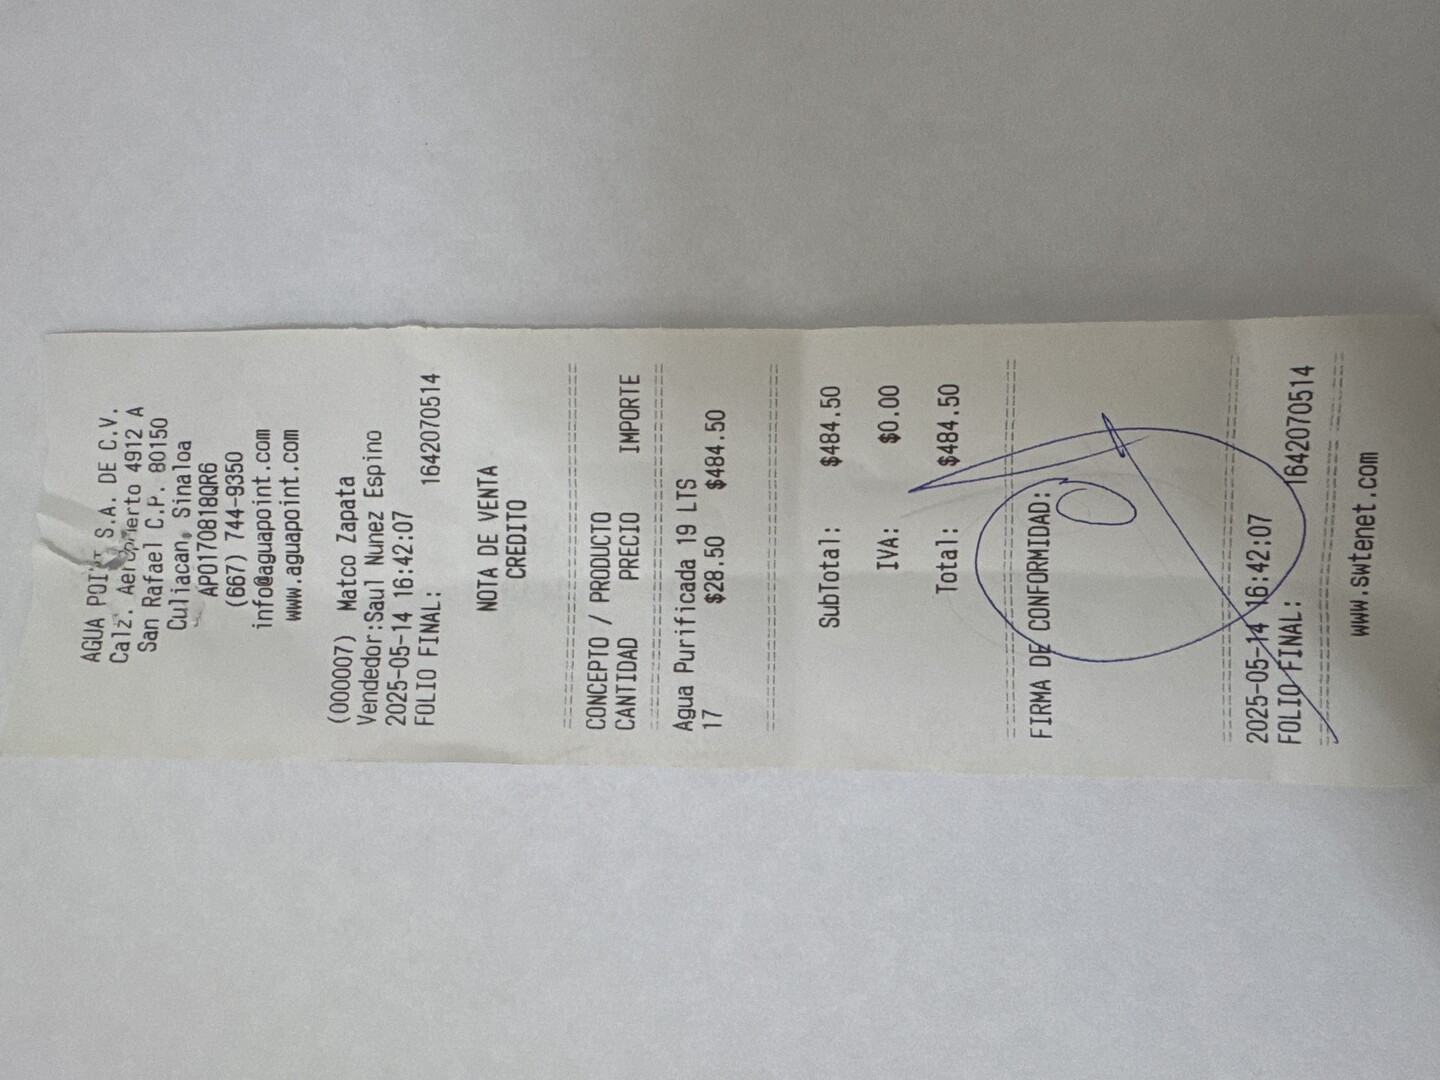 AGUA POINT S.A. DE C.V.
Calz. Aeropuerto 4912 A
San Rafael C.P. 80150
Culiacan, Sinaloa
APO170818QR6
(667) 744-9350
info@aguapoint.com
www.aguapoint.com
(000007) Matco Zapata
Vendedor:Saul Nunez Espino
2025-05-14 16:42:07
FOLIO FINAL: 1642070514
NOTA DE VENTA
CREDITO
CONCEPTO / PRODUCTO
CANTIDAD PRECIO IMPORTE
Agua Purificada 19 LTS
17 $28.50 $484.50
SubTotal: $484.50
IVA: $0.00
Total: $484.50
FIRMA DE CONFORMIDAD:
2025-05-14 16:42:07
FOLIO FINAL: 1642070514
www.swtenet.com